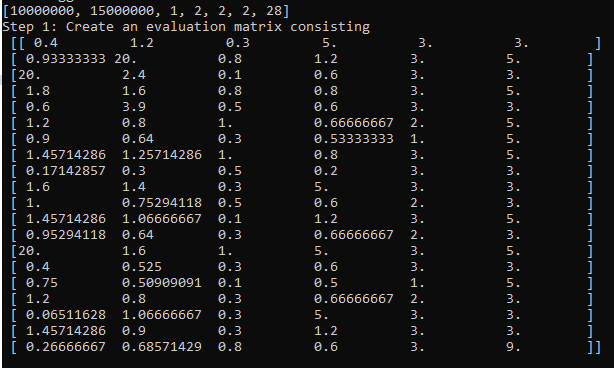 [10000000, 15000000, 1, 2, 2, 2, 28]
Step 1: Create an evaluation matrix consisting
[[ 0.4 1.2 0.3 5. 3. 3. ]
[ 0.93333333 20. 0.8 1.2 3. 5. ]
[20. 2.4 0.1 0.6 3. 3. ]
[ 1.8 1.6 0.8 0.8 3. 5. ]
[ 0.6 3.9 0.5 0.6 3. 3. ]
[ 1.2 0.8 1. 0.66666667 2. 5. ]
[ 0.9 0.64 0.3 0.53333333 1. 5. ]
[ 1.45714286 1.25714286 1. 0.8 3. 5. ]
[ 0.17142857 0.3 0.5 0.2 3. 3. ]
[ 1.6 1.4 0.3 5. 3. 3. ]
[ 1. 0.75294118 0.5 0.6 2. 3. ]
[ 1.45714286 1.06666667 0.1 1.2 3. 5. ]
[ 0.95294118 0.64 0.3 0.66666667 2. 3. ]
[20. 1.6 1. 5. 3. 3. ]
[ 0.4 0.525 0.3 0.6 3. 3. ]
[ 0.75 0.50909091 0.1 0.5 1. 5. ]
[ 1.2 0.8 0.3 0.66666667 2. 3. ]
[ 0.06511628 1.06666667 0.3 5. 3. 3. ]
[ 1.45714286 0.9 0.3 1.2 3. 3. ]
[ 0.26666667 0.68571429 0.8 0.6 3. 9. ]]